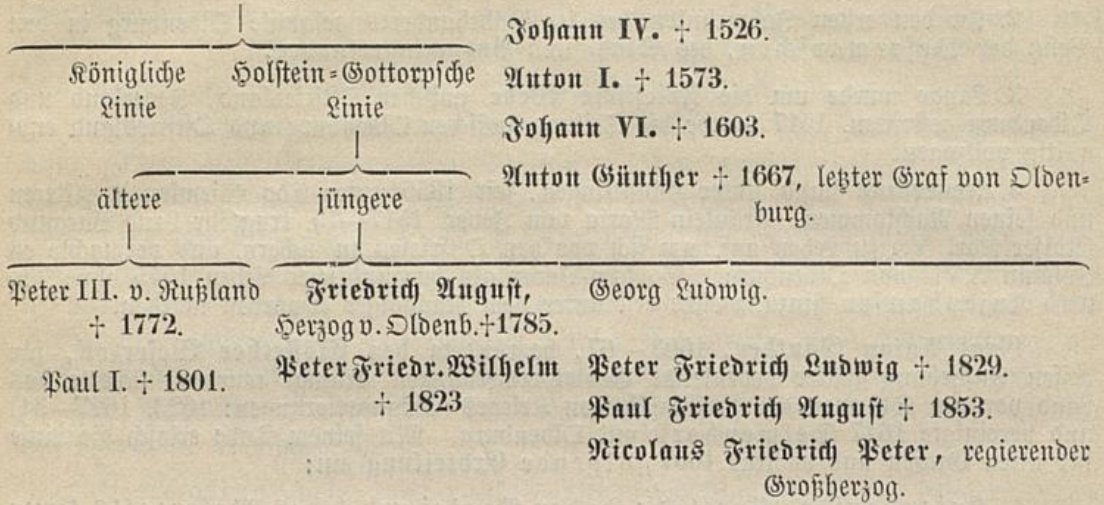 Johann IV. † 1526.
Königliche Linie
Holstein=Gottorpsche Linie
Anton I. † 1573.
Johann VI. † 1603.
Anton Günther † 1667, letzter Graf von Olden=
burg.
ältere
jüngere
Peter III. v. Rußland
† 1772.
Paul I. † 1801.
Friedrich August,
Herzog v. Oldenb.†1785.
Peter Friedr. Wilhelm
† 1823
Georg Ludwig.
Peter Friedrich Ludwig † 1829.
Paul Friedrich August † 1853.
Nicolaus Friedrich Peter, regierender
Großherzog.